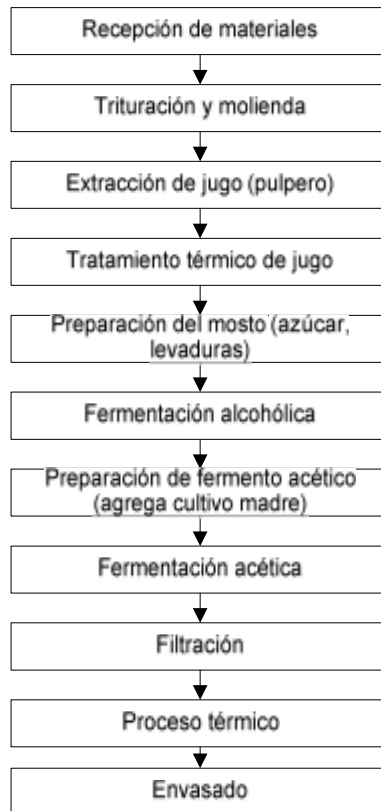 Recepción de materiales
Trituración y molienda
Extracción de jugo (pulpero)
Tratamiento térmico de jugo
Preparación del mosto (azúcar,
levaduras)
Fermentación alcohólica
Preparación de fermento acético
(agrega cultivo madre)
Fermentación acética
Filtración
Proceso térmico
Envasado